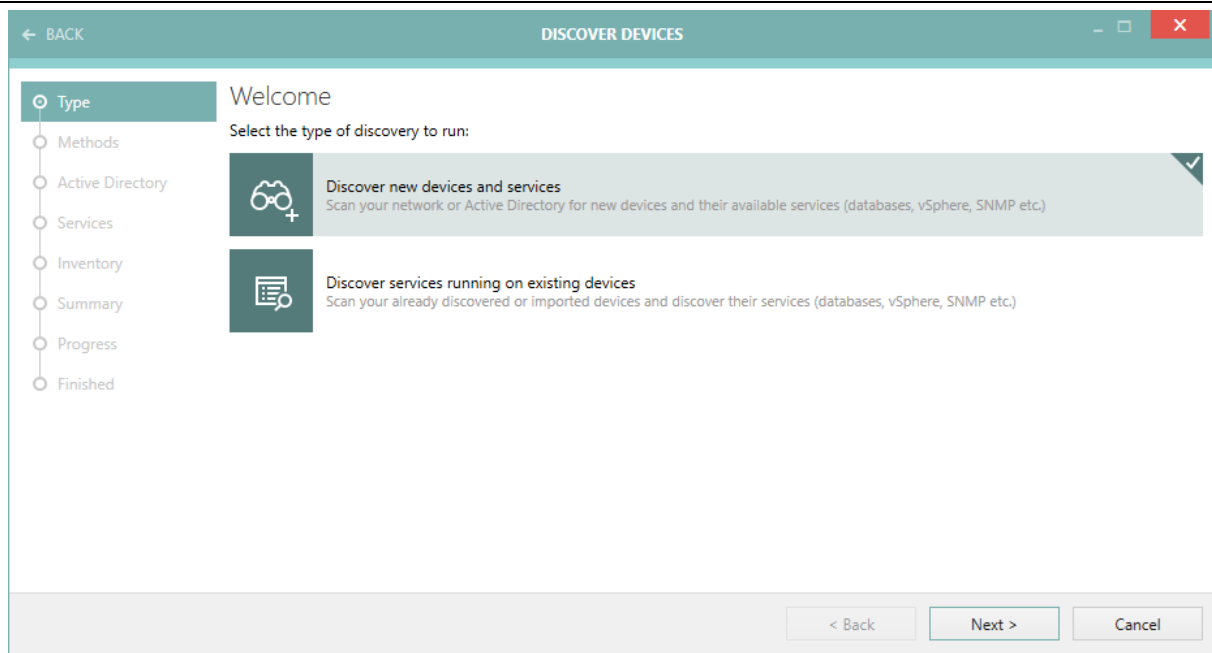 ← BACK
DISCOVER DEVICES
Type
Methods
Active Directory
Services
Inventory
Summary
Progress
Finished
Welcome
Select the type of discovery to run:
Discover new devices and services
Scan your network or Active Directory for new devices and their available services (databases, vSphere, SNMP etc.)
Discover services running on existing devices
Scan your already discovered or imported devices and discover their services (databases, vSphere, SNMP etc.)
< Back
Next >
Cancel